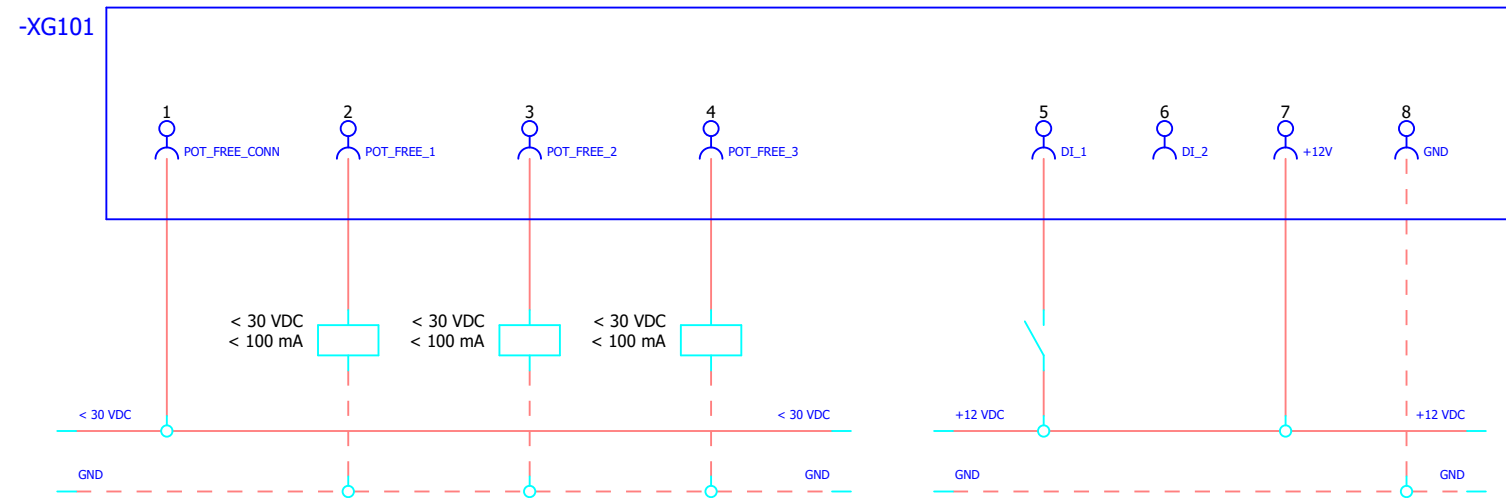 -XG101
1 2 3 4 5 6 7 8
POT_FREE_CONN POT_FREE_1 POT_FREE_2 POT_FREE_3 DI_1 DI_2 +12V GND
< 30 VDC < 30 VDC < 30 VDC
< 100 mA < 100 mA < 100 mA
< 30 VDC < 30 VDC +12 VDC +12 VDC
GND GND GND GND